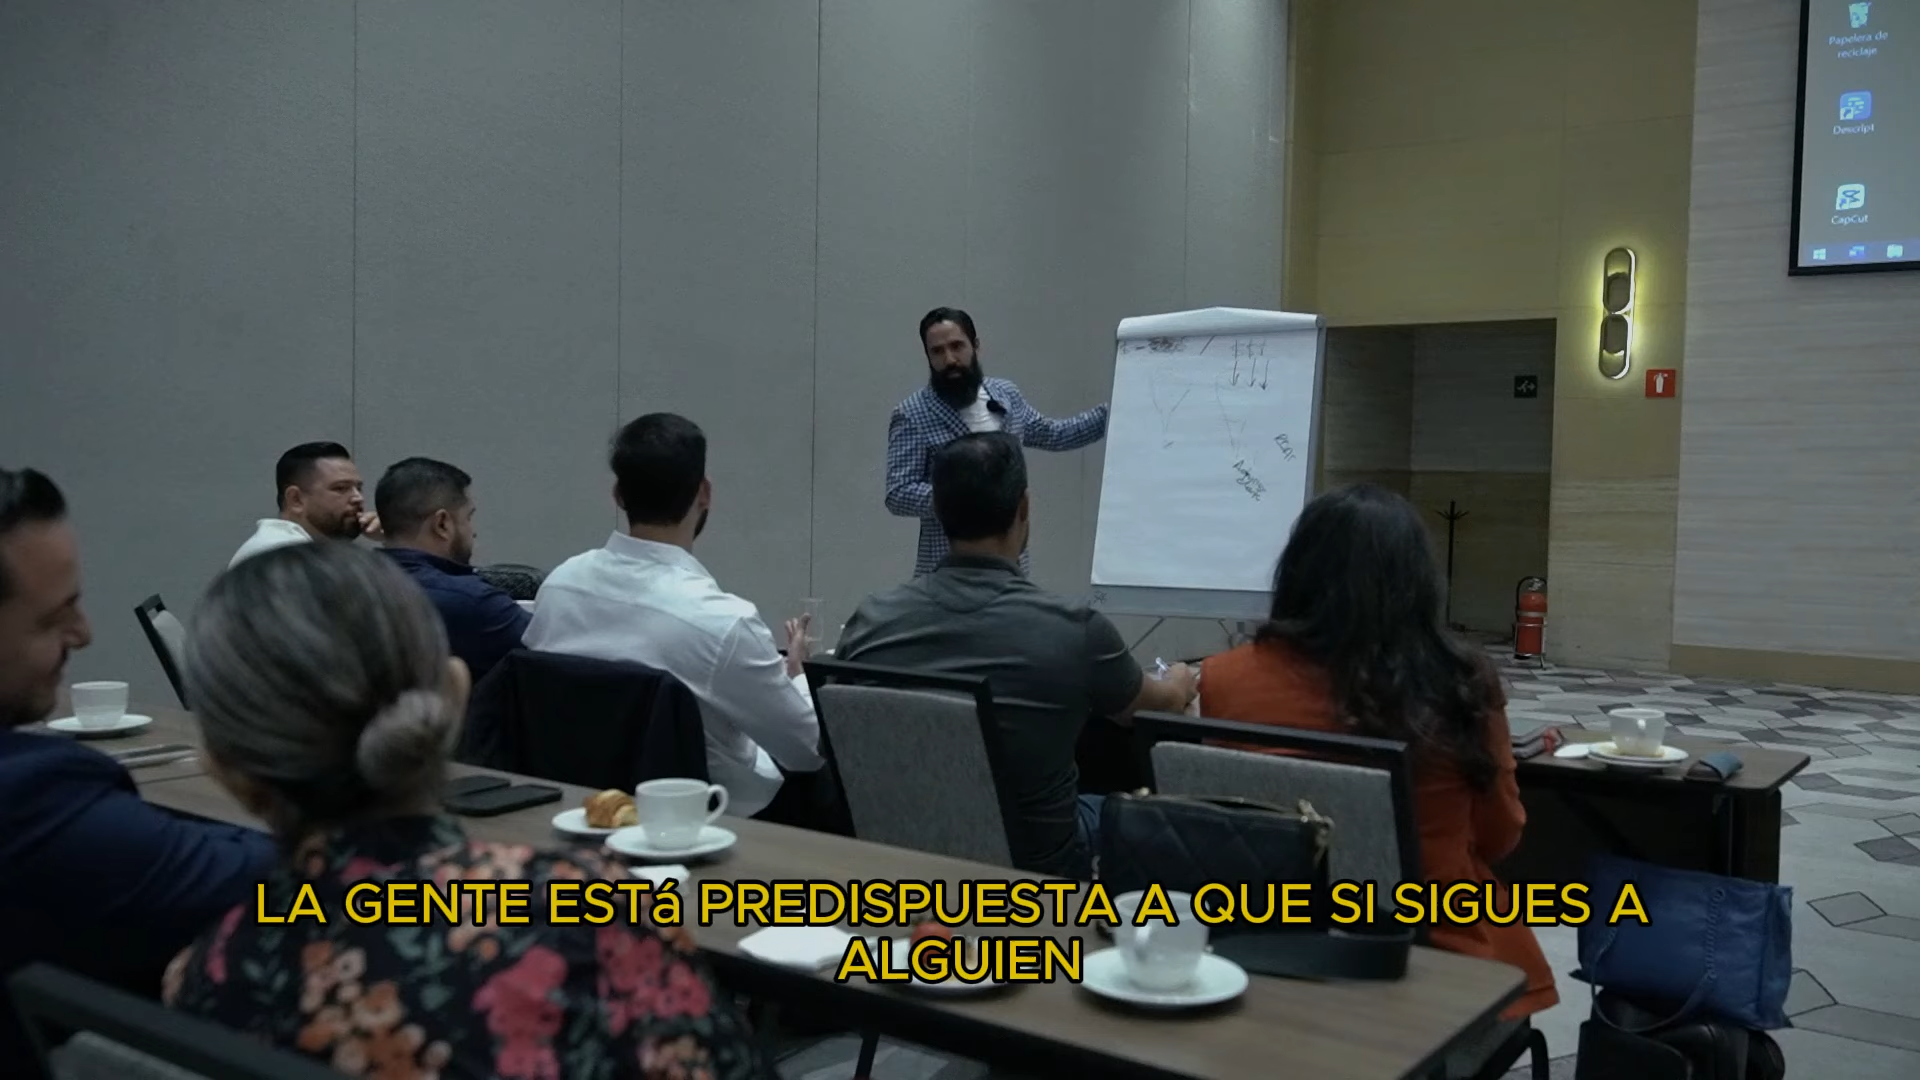 Papelera de
reciclaje
Descript
CapCut
LA GENTE ESTá PREDISPUESTA A QUE SI SIGUES A
ALGUIEN